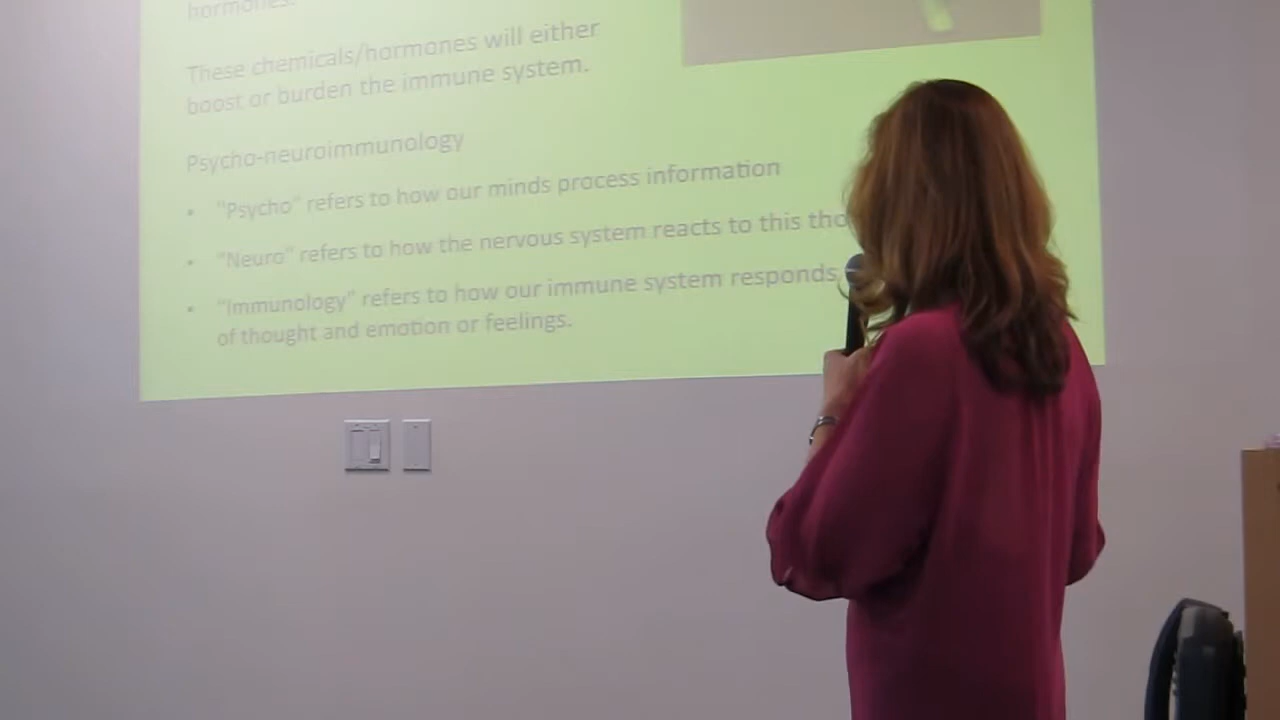 hormones.
These chemicals/hormones will either
boost or burden the immune system.
Psycho-neuroimmunology
• "Psycho" refers to how our minds process information
• "Neuro" refers to how the nervous system reacts to this
• "Immunology" refers to how our immune system responds
of thought and emotion or feelings.